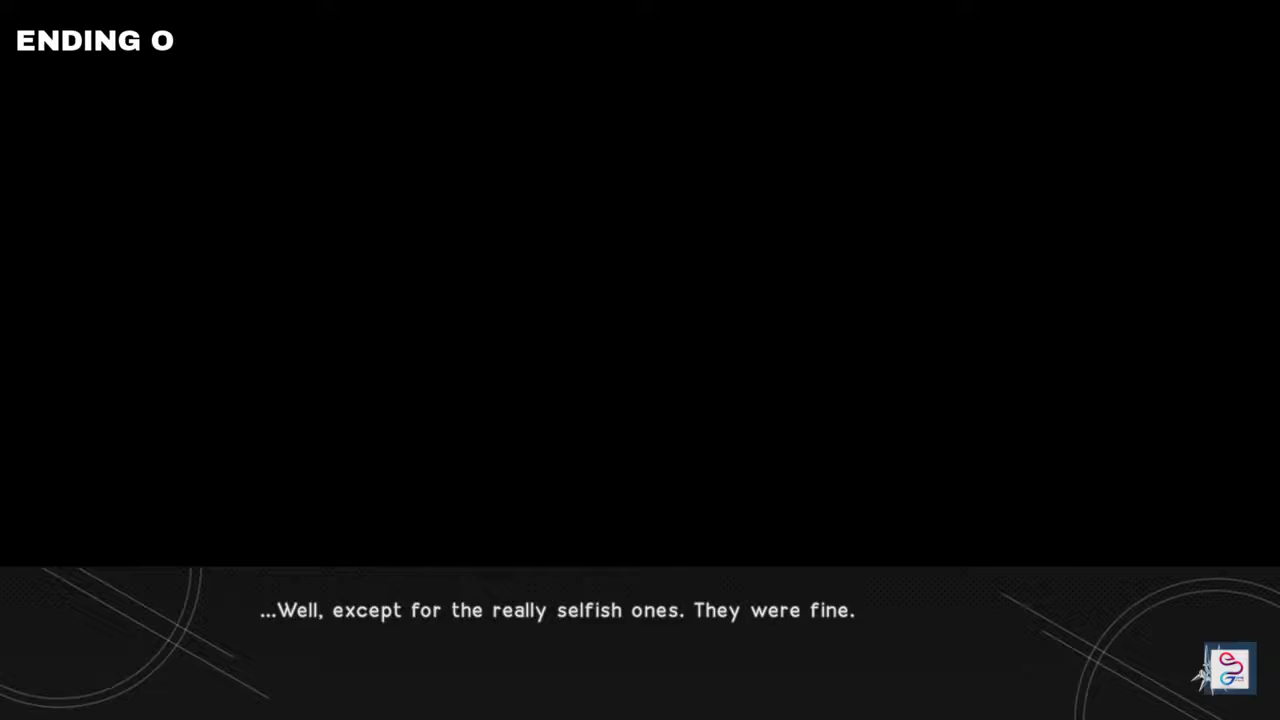 ENDING O
...Well, except for the really selfish ones. They were fine.